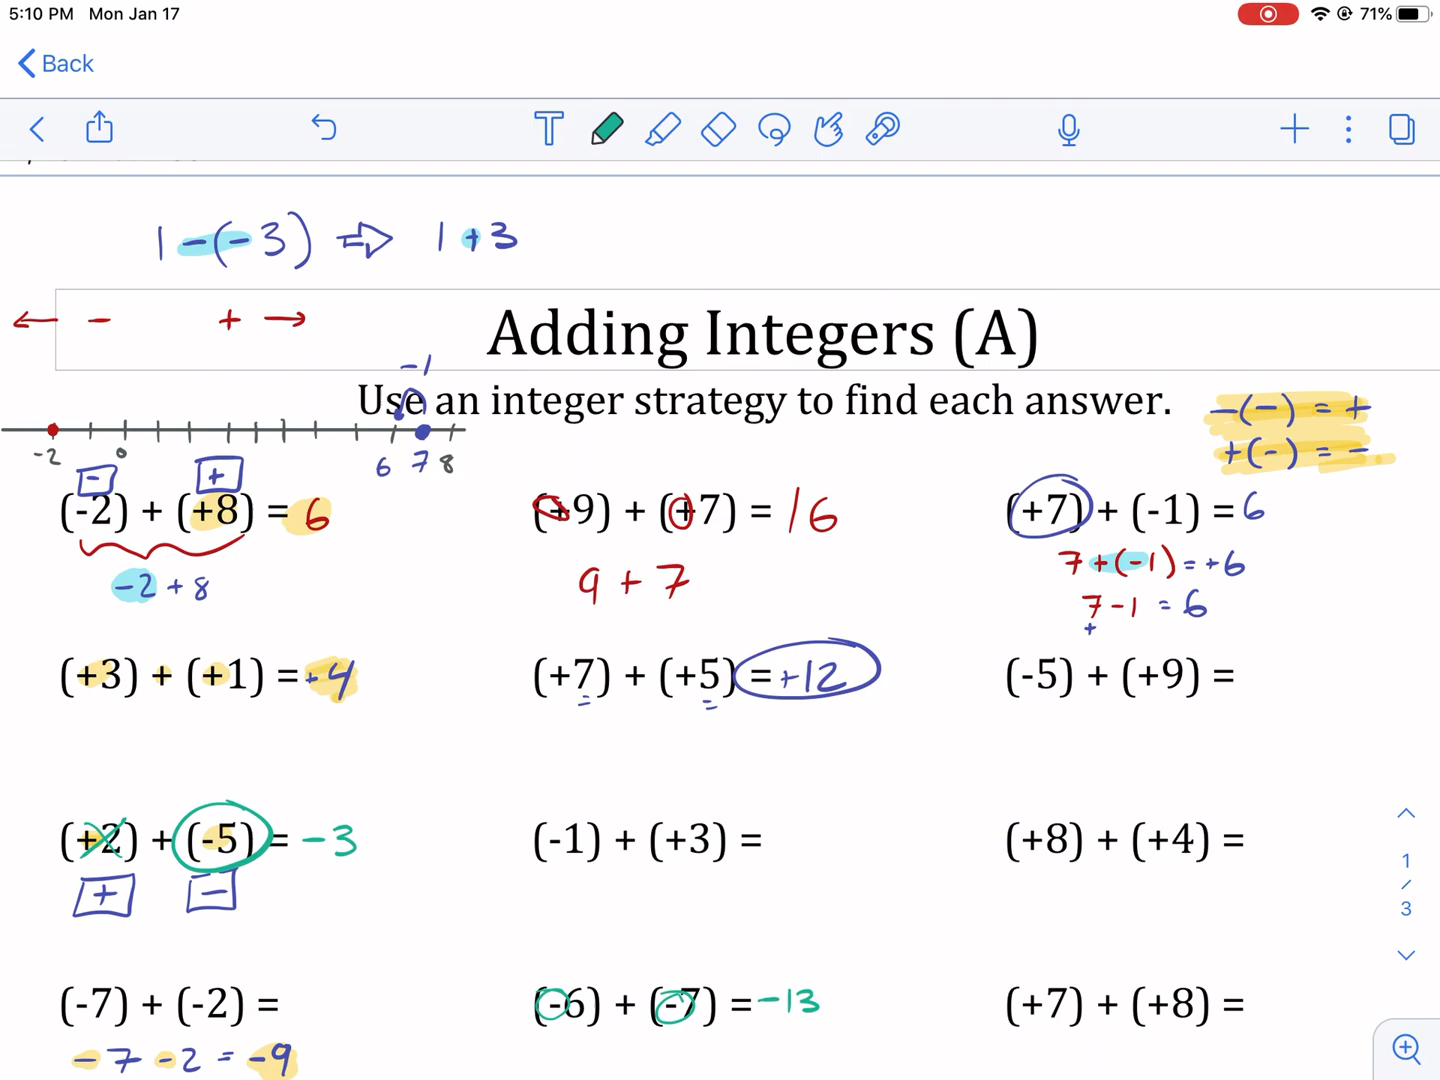 5:10 PM Mon Jan 17 71%
Back
1 -(-3) ⇒ 1 +3
← - + →
Adding Integers (A)
-1
Use an integer strategy to find each answer.
-(-) = +
+(-) = -
-2 0 6 7 8
- +
(-2) + (+8) = 6 (+9) + (+7) = 16 (+7) + (-1) = 6
-2 + 8 9 + 7 7 +(-1) = +6
7 - 1 = 6
+
(+3) + (+1) = +4 (+7) + (+5) = +12 (-5) + (+9) =
(+2) + (-5) = -3 (-1) + (+3) = (+8) + (+4) =
+ -
1
/
3
(-7) + (-2) = (-6) + (-7) = -13 (+7) + (+8) =
-7 -2 = -9